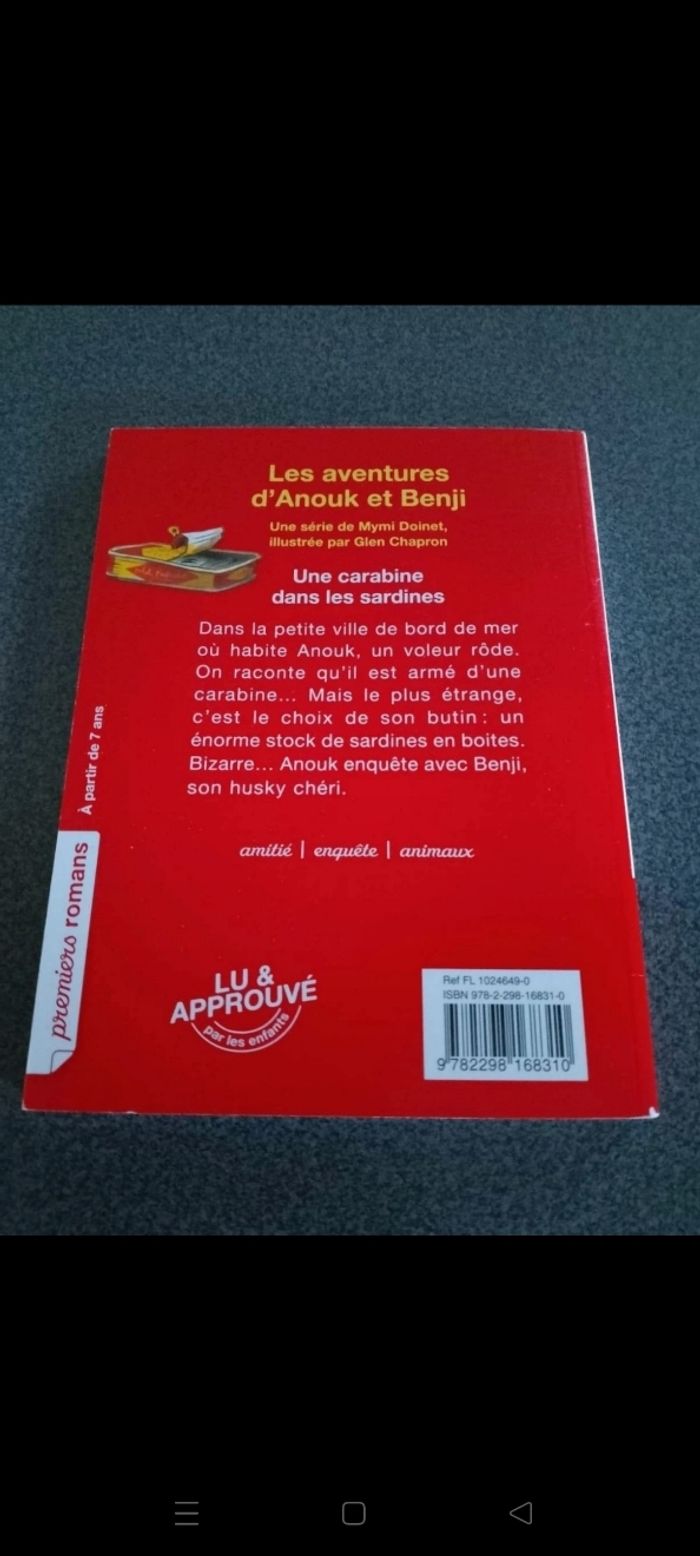 Les aventures
d'Anouk et Benji
Une série de Mymi Doinet,
illustrée par Glen Chapron
Une carabine
dans les sardines
Dans la petite ville de bord de mer
où habite Anouk, un voleur rôde.
On raconte qu'il est armé d'une
carabine... Mais le plus étrange,
c'est le choix de son butin : un
énorme stock de sardines en boites.
Bizarre... Anouk enquête avec Benji,
son husky chéri.
amitié | enquête | animaux
À partir de 7 ans
premiers romans
LU &
APPROUVÉ
par les enfants
Ref FL 1024649-0
ISBN 978-2-298-16831-0
9 782298 168310